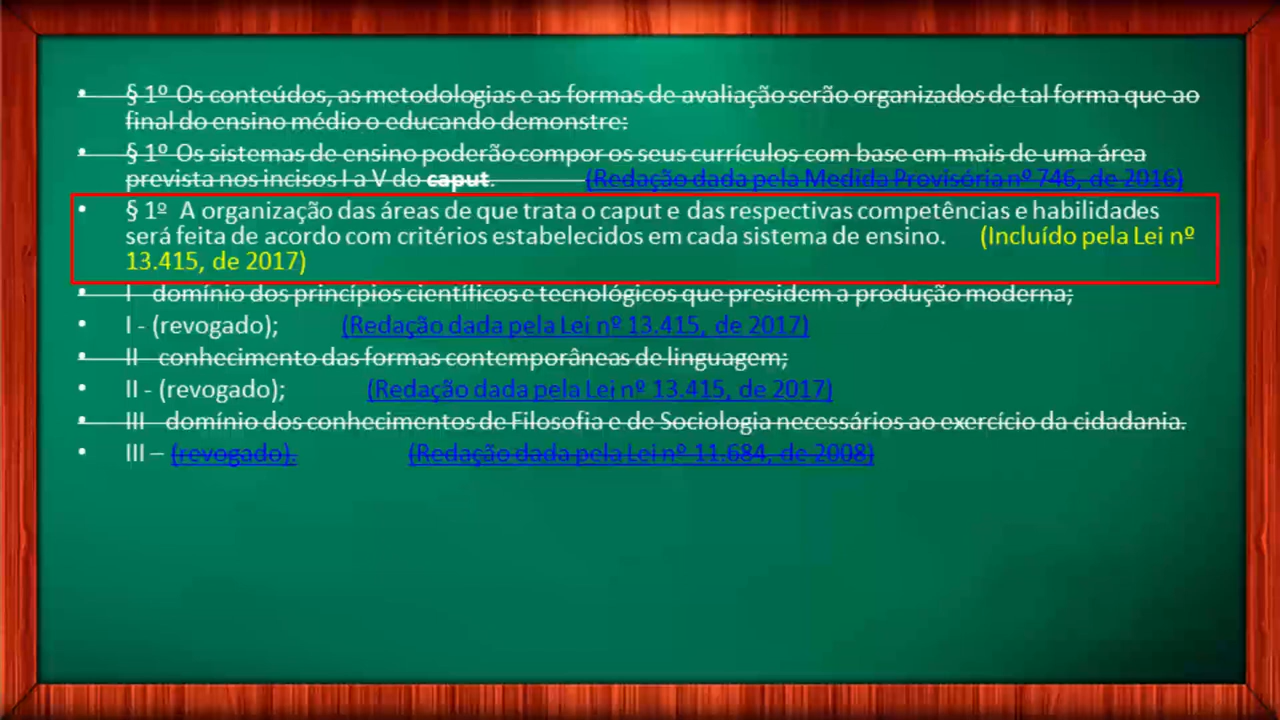 • § 1º Os conteúdos, as metodologias e as formas de avaliação serão organizados de tal forma que ao
final do ensino médio o educando demonstre:
• § 1º Os sistemas de ensino poderão compor os seus currículos com base em mais de uma área
prevista nos incisos I a V do caput. (Redação dada pela Medida Provisória nº 746, de 2016)
• § 1º A organização das áreas de que trata o caput e das respectivas competências e habilidades
será feita de acordo com critérios estabelecidos em cada sistema de ensino. (Incluído pela Lei nº
13.415, de 2017)
• I - domínio dos princípios científicos e tecnológicos que presidem a produção moderna;
• I - (revogado); (Redação dada pela Lei nº 13.415, de 2017)
• II - conhecimento das formas contemporâneas de linguagem;
• II - (revogado); (Redação dada pela Lei nº 13.415, de 2017)
• III - domínio dos conhecimentos de Filosofia e de Sociologia necessários ao exercício da cidadania.
• III – (revogado). (Redação dada pela Lei nº 11.684, de 2008)